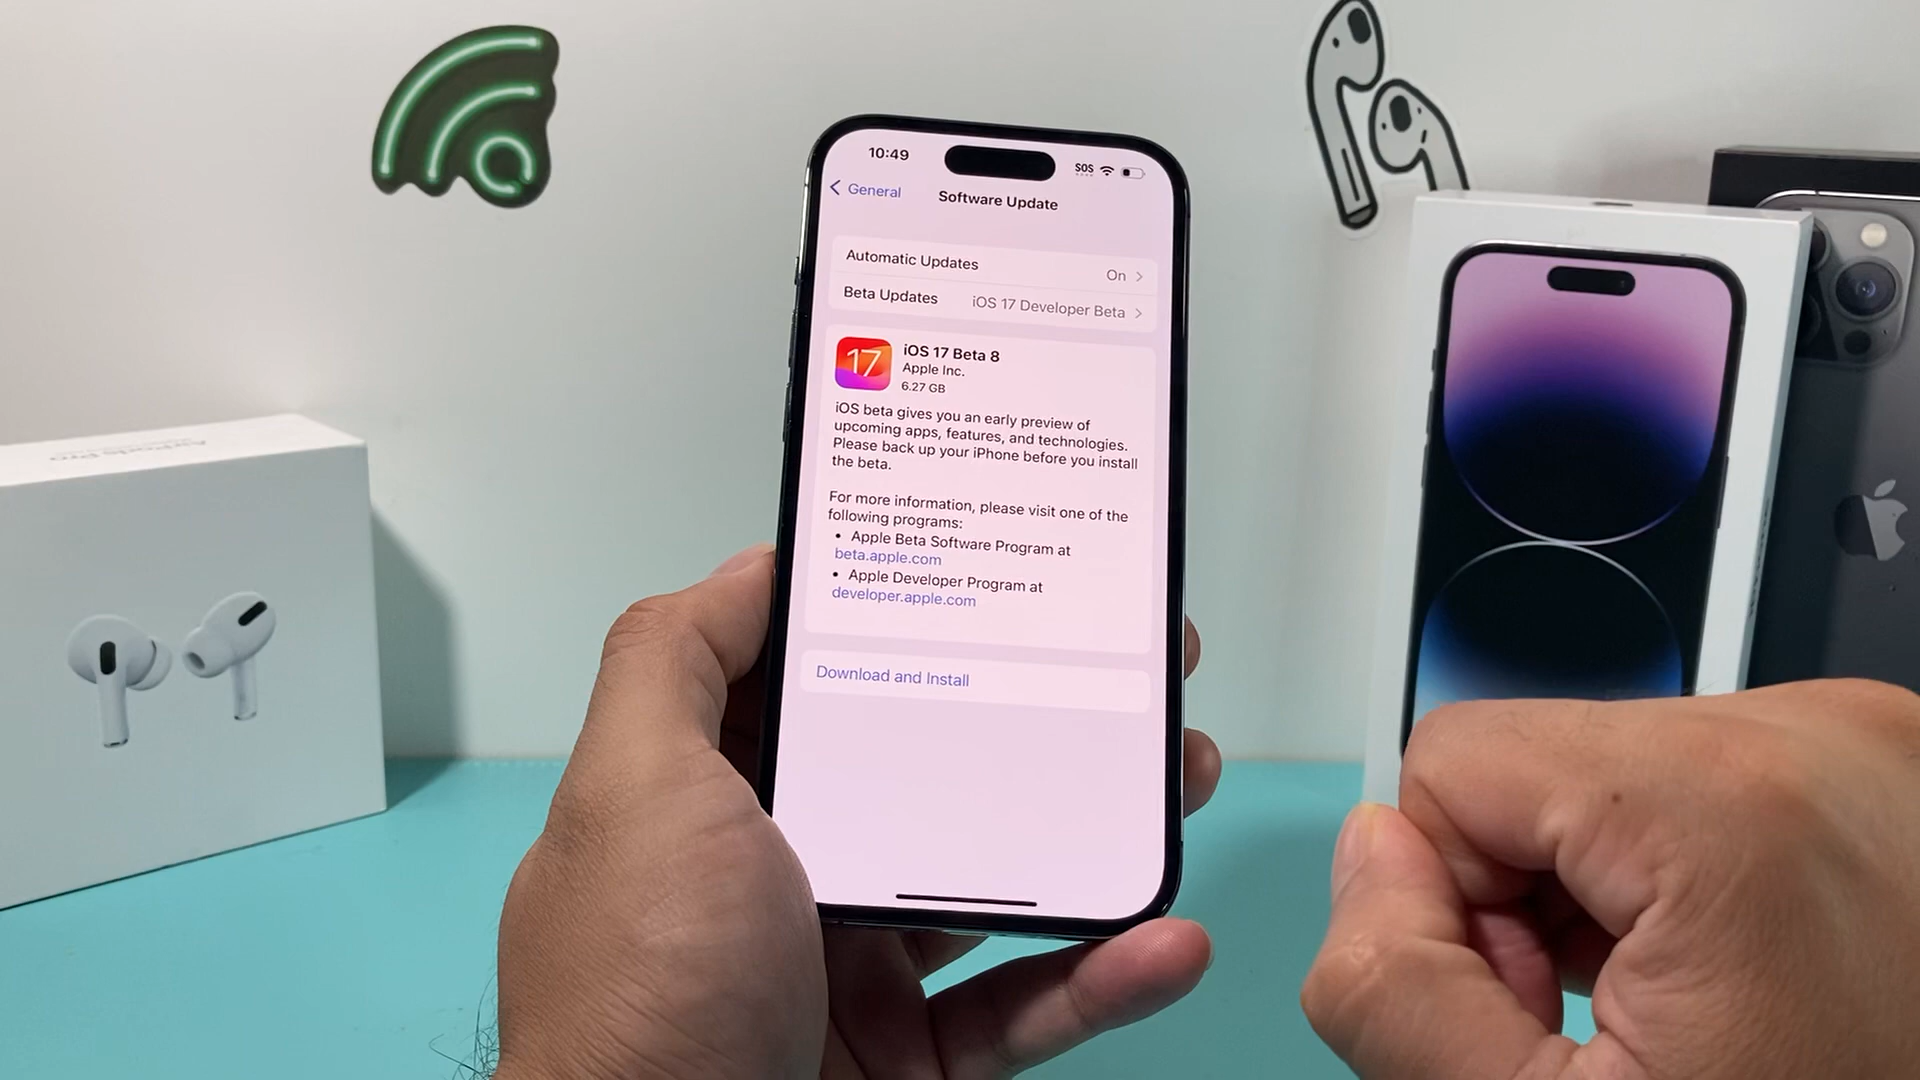 10:49
SOS
General
Software Update
Automatic Updates
On
Beta Updates
iOS 17 Developer Beta
17
iOS 17 Beta 8
Apple Inc.
6.27 GB
iOS beta gives you an early preview of
upcoming apps, features, and technologies.
Please back up your iPhone before you install
the beta.
For more information, please visit one of the
following programs:
• Apple Beta Software Program at
beta.apple.com
• Apple Developer Program at
developer.apple.com
Download and Install
AirPods Pro